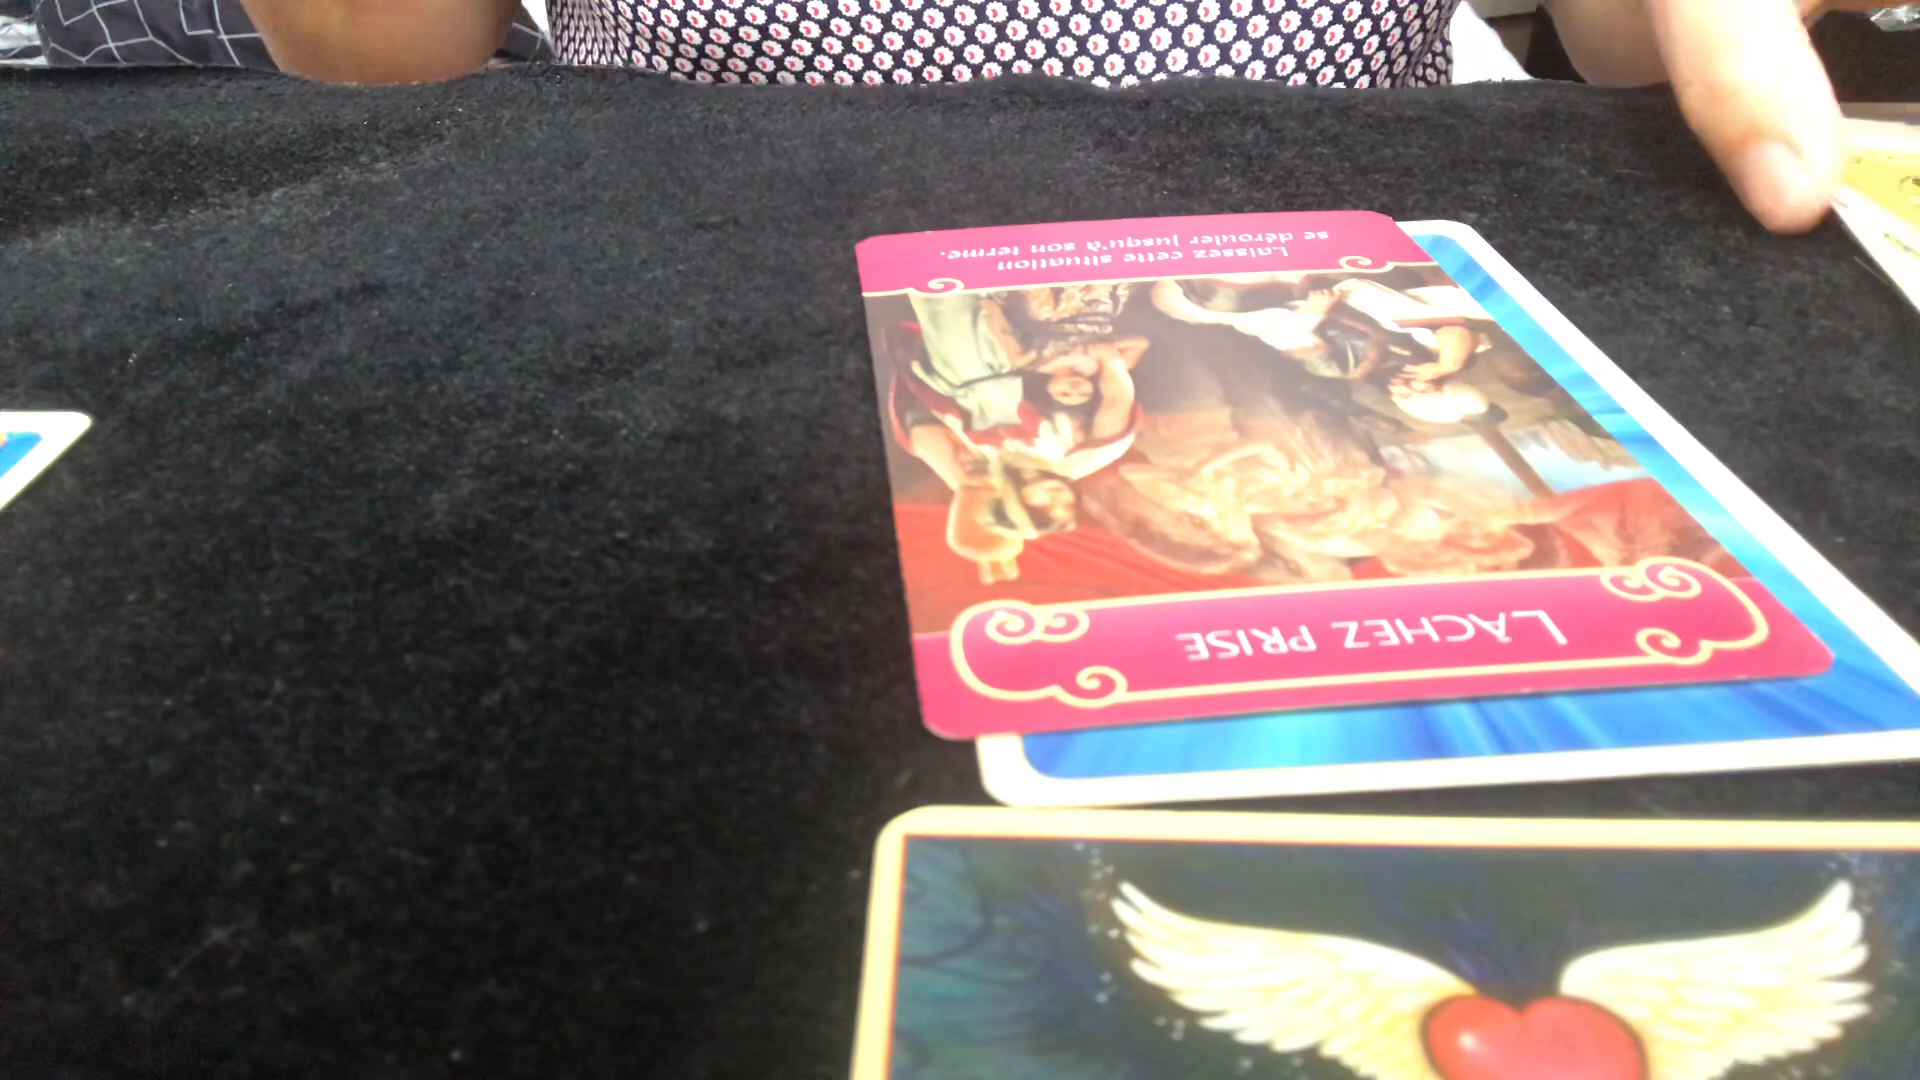 LÂCHEZ PRISE
Laissez cette situation
se dérouler jusqu'à son terme.